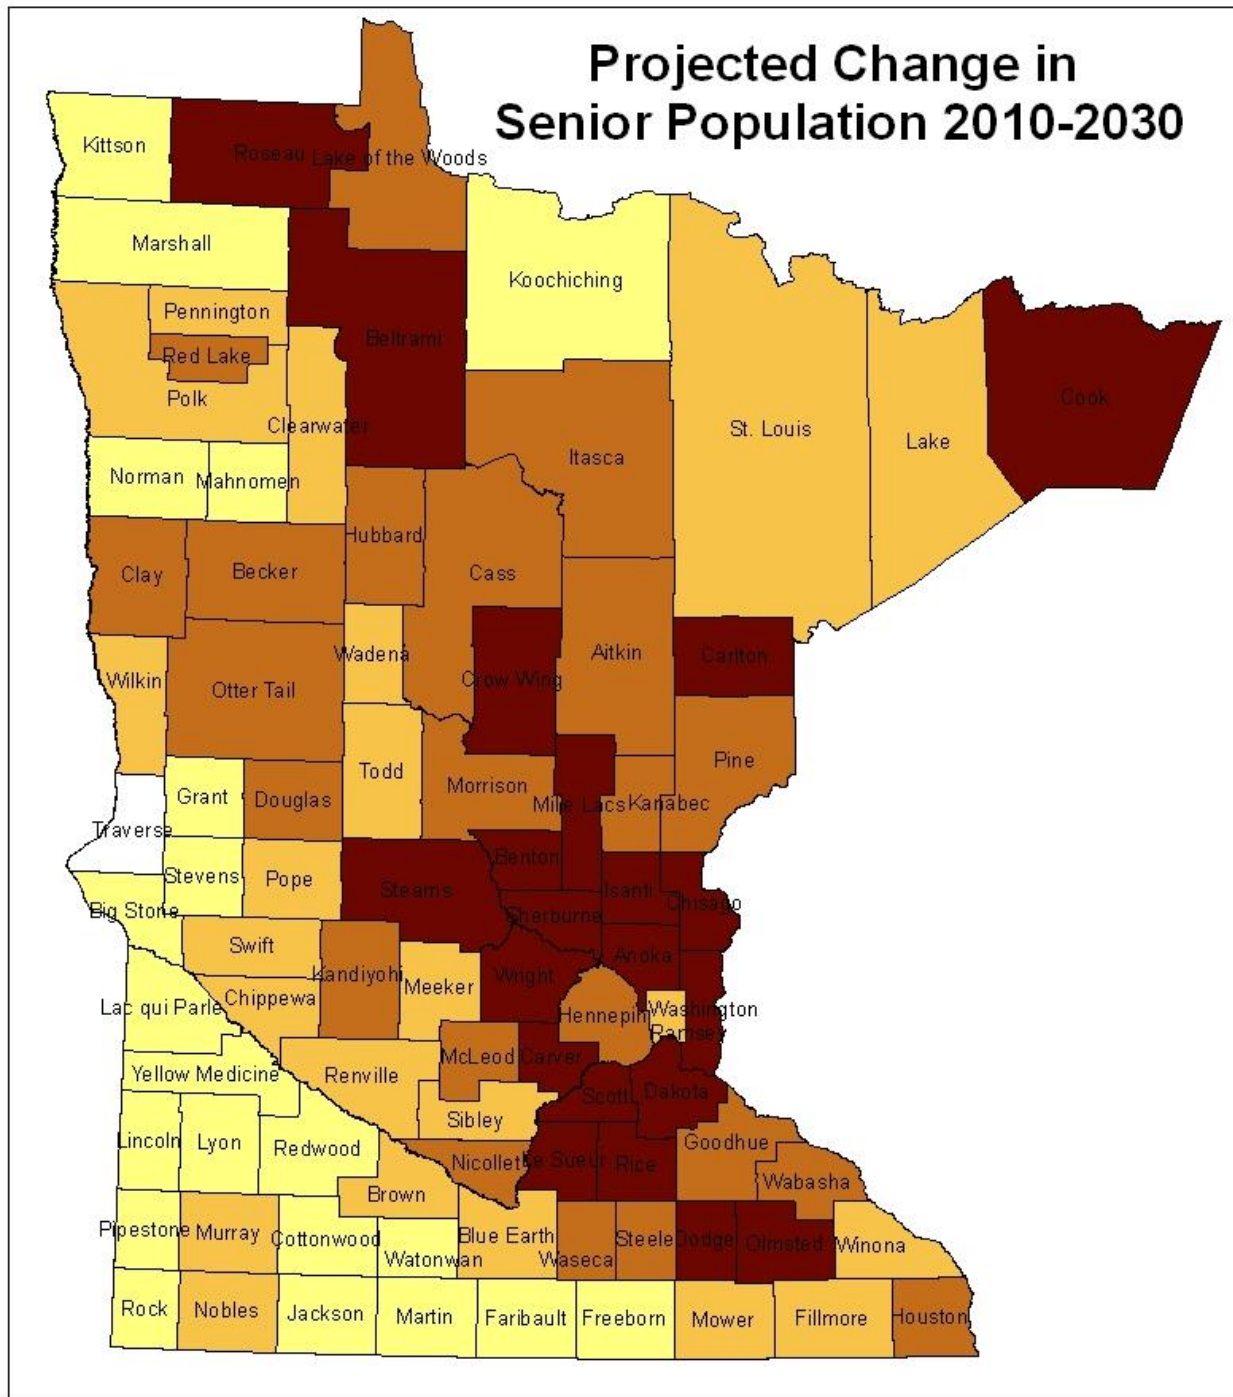 Projected Change in
Senior Population 2010-2030
Kittson
Roseau
Lake of the Woods
Marshall
Koochiching
Pennington
Beltrami
Red Lake
Polk
Clearwater
Cook
St. Louis
Lake
Itasca
Norman
Mahnomen
Hubbard
Clay
Becker
Cass
Wadena
Aitkin
Carlton
Wilkin
Otter Tail
Crow Wing
Pine
Todd
Morrison
Grant
Douglas
Mille Lacs
Kanabec
Traverse
Benton
Stevens
Pope
Stearns
Isanti
Chisago
Big Stone
Sherburne
Swift
Anoka
Kandiyohi
Wright
Meeker
Chippewa
Lac qui Parle
Washington
Hennepin
Ramsey
McLeod
Carver
Yellow Medicine
Renville
Scott
Dakota
Sibley
Lincoln
Lyon
Redwood
Goodhue
Nicollet
Le Sueur
Rice
Wabasha
Brown
Pipestone
Murray
Cottonwood
Blue Earth
Steele
Dodge
Olmsted
Winona
Watonwan
Waseca
Rock
Nobles
Jackson
Martin
Faribault
Freeborn
Mower
Fillmore
Houston